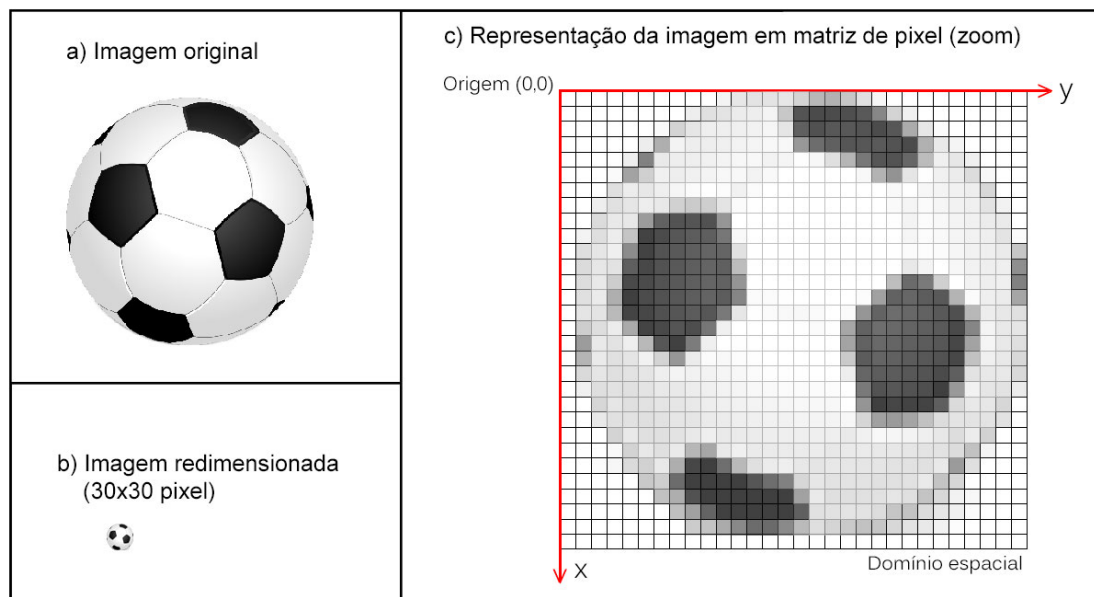 a) Imagem original
b) Imagem redimensionada
(30x30 pixel)
c) Representação da imagem em matriz de pixel (zoom)
Origem (0,0)
y
x
Domínio espacial